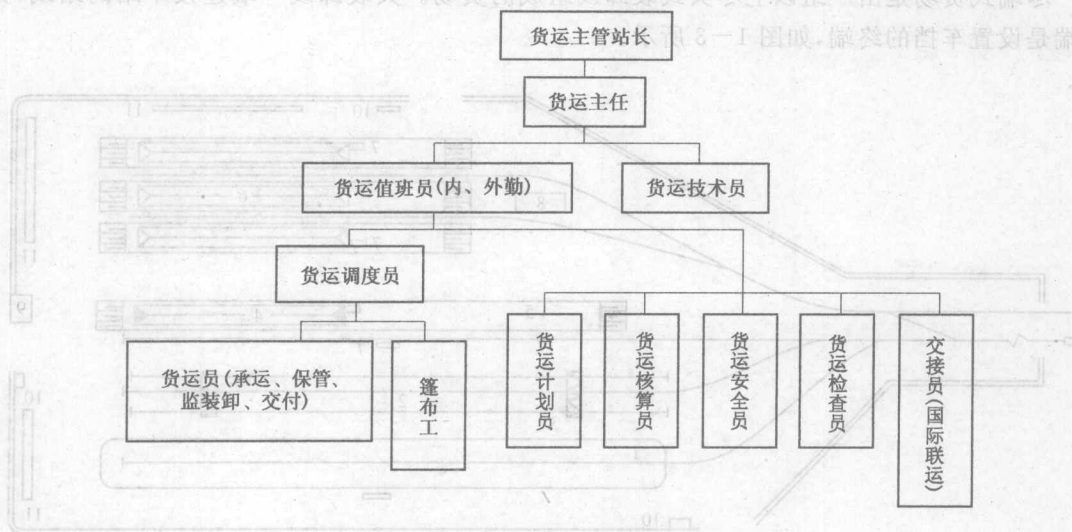 货运主管站长
货运主任
货运值班员(内、外勤)
货运技术员
货运调度员
货运员(承运、保管、
监装卸、交付)
篷布工
货运计划员
货运核算员
货运安全员
货运检查员
交接员(国际联运)